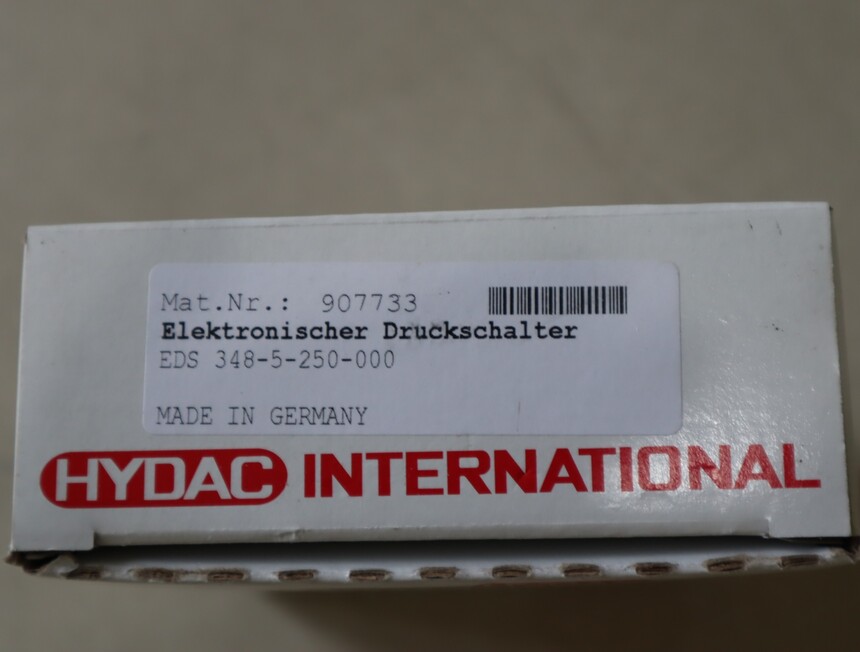 Mat.Nr.: 907733
Elektronischer Druckschalter
EDS 348-5-250-000
MADE IN GERMANY
HYDAC INTERNATIONAL